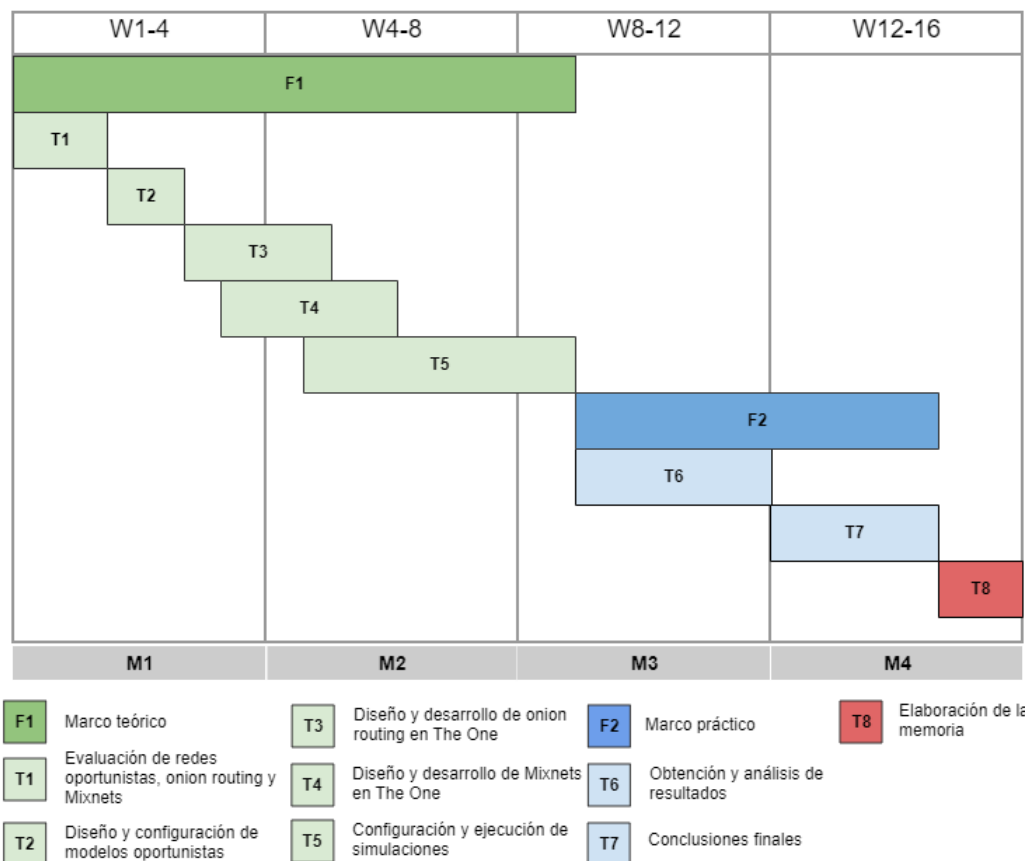 W1-4
W4-8
W8-12
W12-16
F1
T1
T2
T3
T4
T5
F2
T6
T7
T8
M1
M2
M3
M4
F1
Marco teórico
T1
Evaluación de redes
oportunistas, onion routing y
Mixnets
T2
Diseño y configuración de
modelos oportunistas
T3
Diseño y desarrollo de onion
routing en The One
T4
Diseño y desarrollo de Mixnets
en The One
T5
Configuración y ejecución de
simulaciones
F2
Marco práctico
T6
Obtención y análisis de
resultados
T7
Conclusiones finales
T8
Elaboración de la
memoria